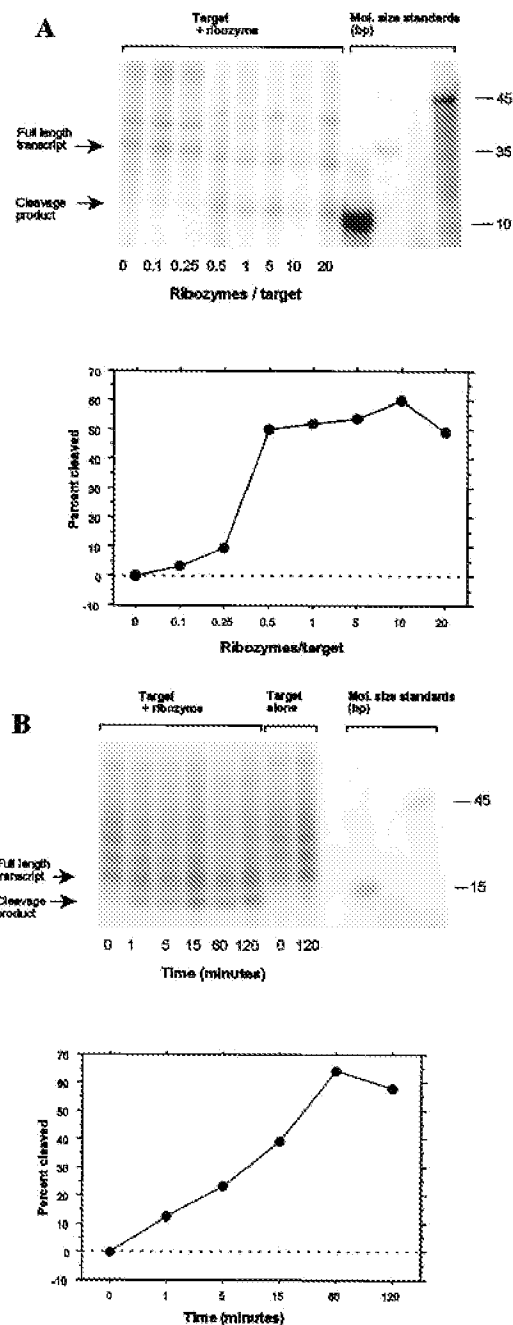 A
Target
+ ribozyme
Mol. size standards
(bp)
Full length
transcript
Cleavage
product
45
35
10
0 0.1 0.25 0.5 1 5 10 20
Ribozymes / target
Percent cleaved
70
60
50
40
30
20
10
0
-10
0 0.1 0.25 0.5 1 5 10 20
Ribozymes/target
B
Target
+ ribozyme
Target
alone
Mol. size standards
(bp)
Full length
transcript
Cleavage
product
45
15
0 1 5 15 60 120 0 120
Time (minutes)
Percent cleaved
70
60
50
40
30
20
10
0
-10
0 1 5 15 60 120
Time (minutes)